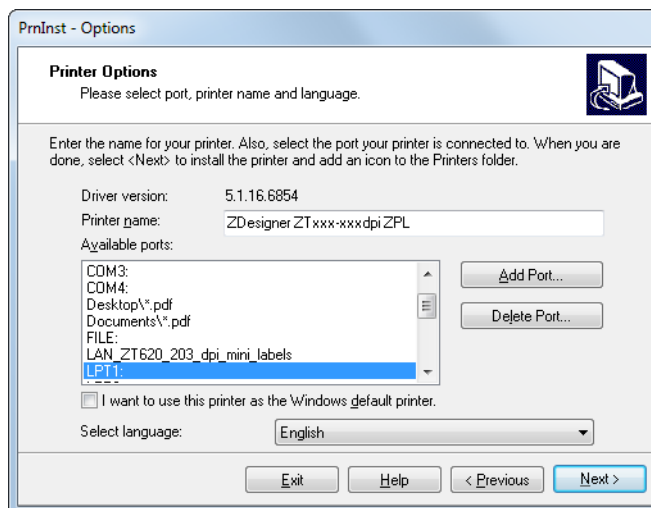 PrnInst - Options
Printer Options
Please select port, printer name and language.
Enter the name for your printer. Also, select the port your printer is connected to. When you are
done, select <Next> to install the printer and add an icon to the Printers folder.
Driver version: 5.1.16.6854
Printer name: ZDesigner ZTxxx-xxxdpi ZPL
Available ports:
COM3:
COM4:
Desktop\*.pdf
Documents\*.pdf
FILE:
LAN_ZT620_203_dpi_mini_labels
LPT1:
Add Port...
Delete Port...
I want to use this printer as the Windows default printer.
Select language: English
Exit Help < Previous Next >